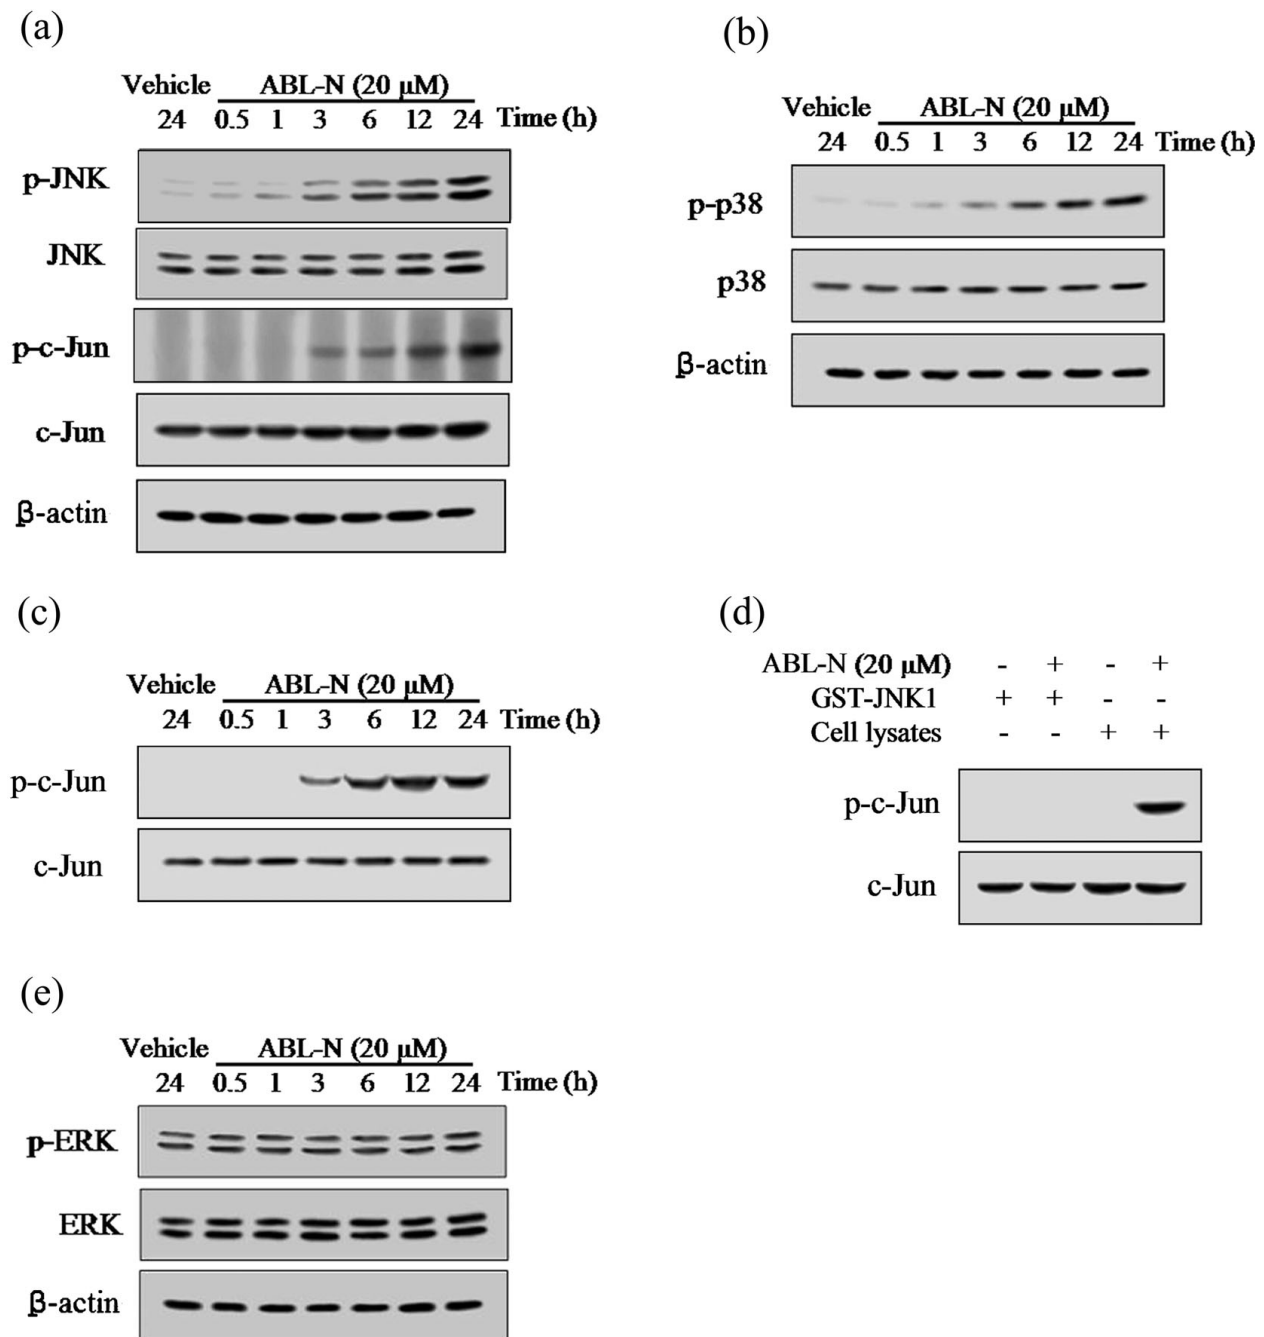 (a)
Vehicle ABL-N (20 μM)
24 0.5 1 3 6 12 24 Time (h)
p-JNK
JNK
p-c-Jun
c-Jun
β-actin
(b)
Vehicle ABL-N (20 μM)
24 0.5 1 3 6 12 24 Time (h)
p-p38
p38
β-actin
(c)
Vehicle ABL-N (20 μM)
24 0.5 1 3 6 12 24 Time (h)
p-c-Jun
c-Jun
(d)
ABL-N (20 μM) - + - +
GST-JNK1 + + - -
Cell lysates - - + +
p-c-Jun
c-Jun
(e)
Vehicle ABL-N (20 μM)
24 0.5 1 3 6 12 24 Time (h)
p-ERK
ERK
β-actin